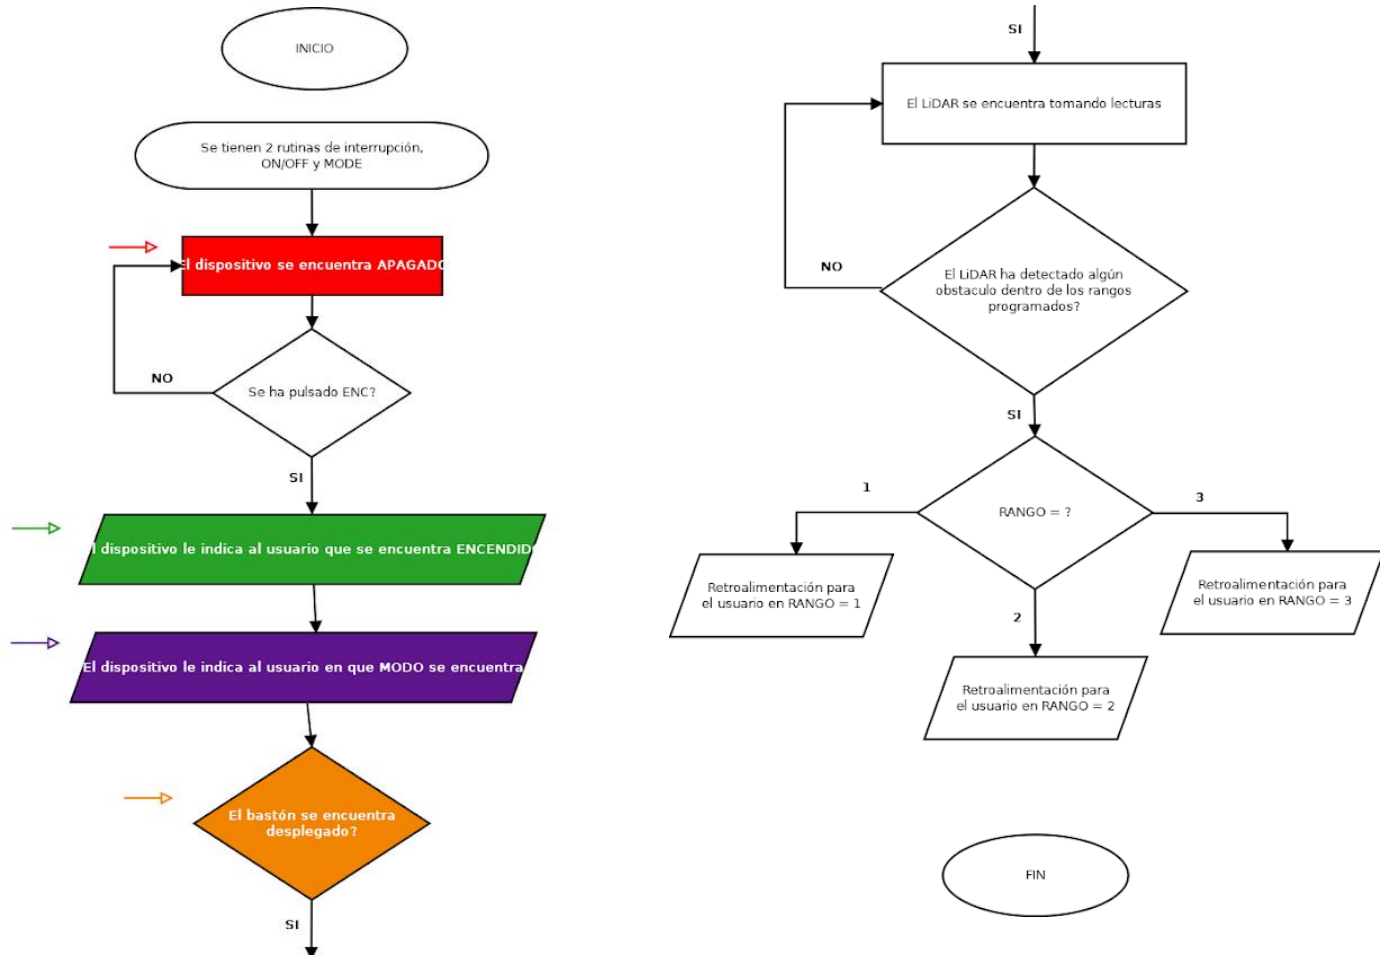 INICIO
Se tienen 2 rutinas de interrupción,
ON/OFF y MODE
El dispositivo se encuentra APAGADO
NO
Se ha pulsado ENC?
SI
l dispositivo le indica al usuario que se encuentra ENCENDID
El dispositivo le indica al usuario en que MODO se encuentra
El bastón se encuentra
desplegado?
SI
SI
El LiDAR se encuentra tomando lecturas
NO
El LiDAR ha detectado algún
obstaculo dentro de los rangos
programados?
SI
1
RANGO = ?
3
Retroalimentación para
el usuario en RANGO = 1
2
Retroalimentación para
el usuario en RANGO = 3
Retroalimentación para
el usuario en RANGO = 2
FIN